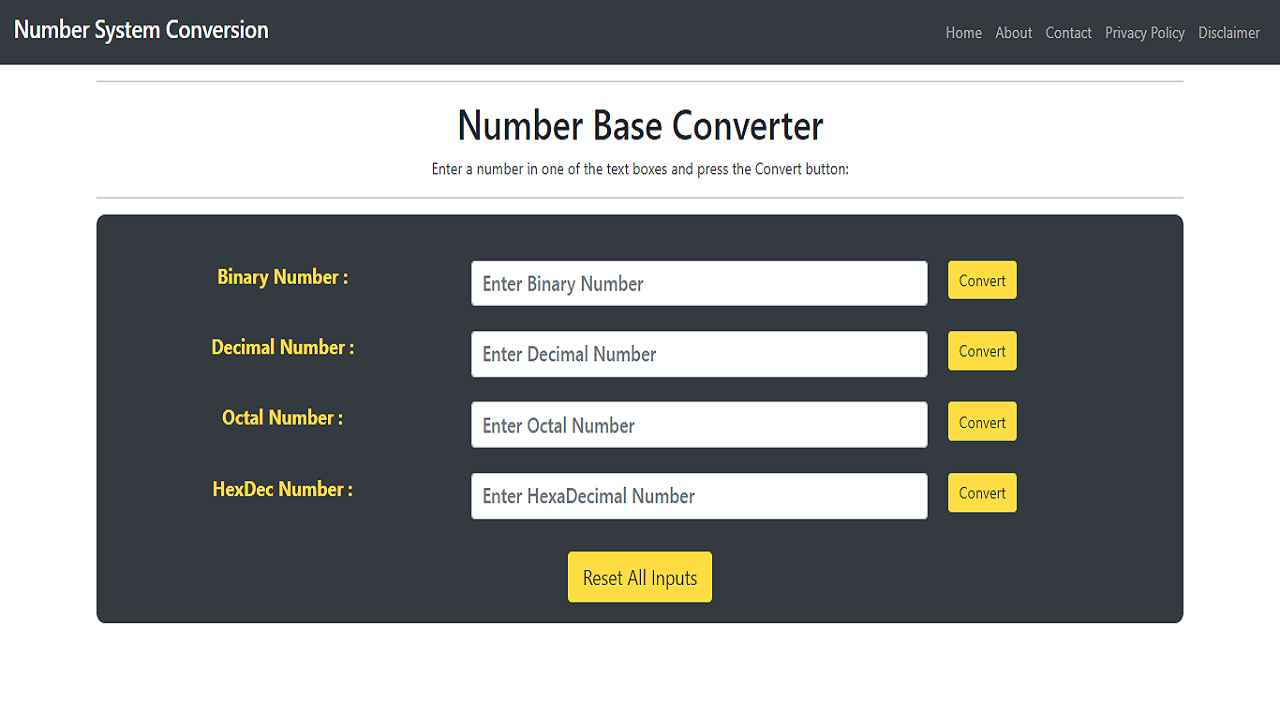 Number System Conversion
Home About Contact Privacy Policy Disclaimer
Number Base Converter
Enter a number in one of the text boxes and press the Convert button:
Binary Number : Enter Binary Number Convert
Decimal Number : Enter Decimal Number Convert
Octal Number : Enter Octal Number Convert
HexDec Number : Enter HexaDecimal Number Convert
Reset All Inputs